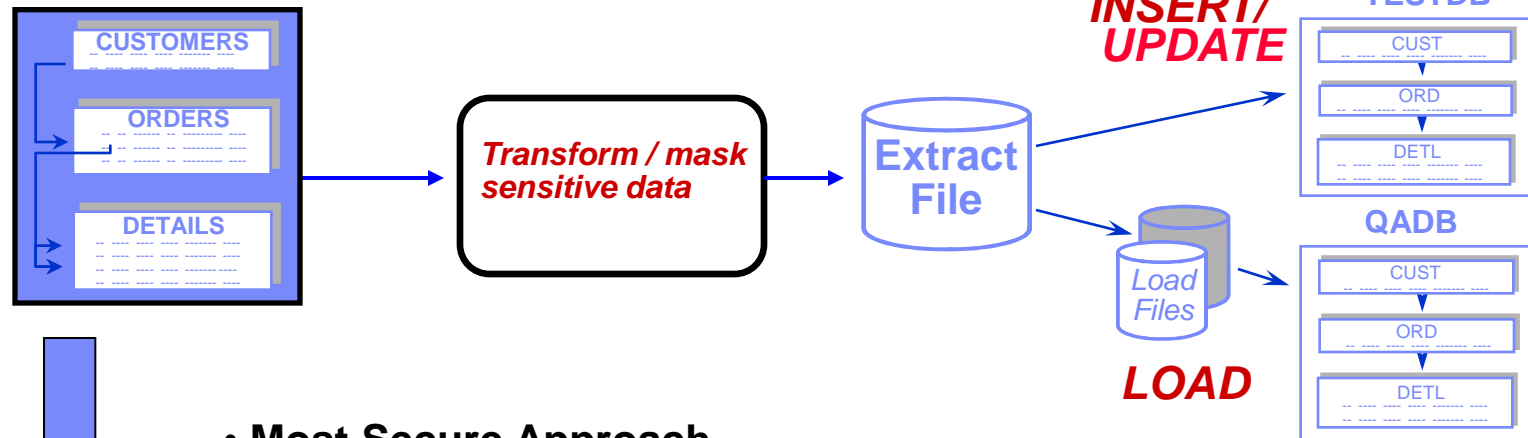 CUSTOMERS
ORDERS
DETAILS
Transform / mask
sensitive data
Extract
File
INSERT/
UPDATE
TESTDB
CUST
ORD
DETL
Load
Files
LOAD
QADB
CUST
ORD
DETL
• Most Secure Approach